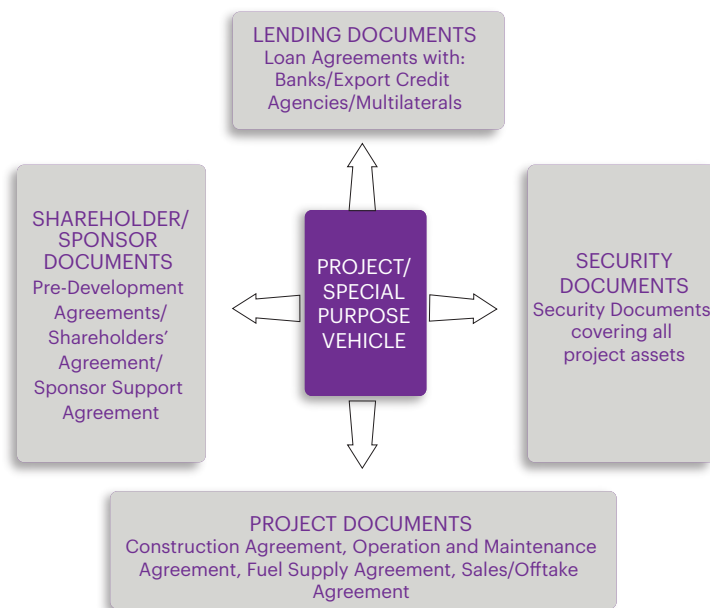 LENDING DOCUMENTS
Loan Agreements with:
Banks/Export Credit
Agencies/Multilaterals
SHAREHOLDER/
SPONSOR
DOCUMENTS
Pre-Development
Agreements/
Shareholders’
Agreement/
Sponsor Support
Agreement
PROJECT/
SPECIAL
PURPOSE
VEHICLE
SECURITY
DOCUMENTS
Security Documents
covering all
project assets
PROJECT DOCUMENTS
Construction Agreement, Operation and Maintenance
Agreement, Fuel Supply Agreement, Sales/Offtake
Agreement